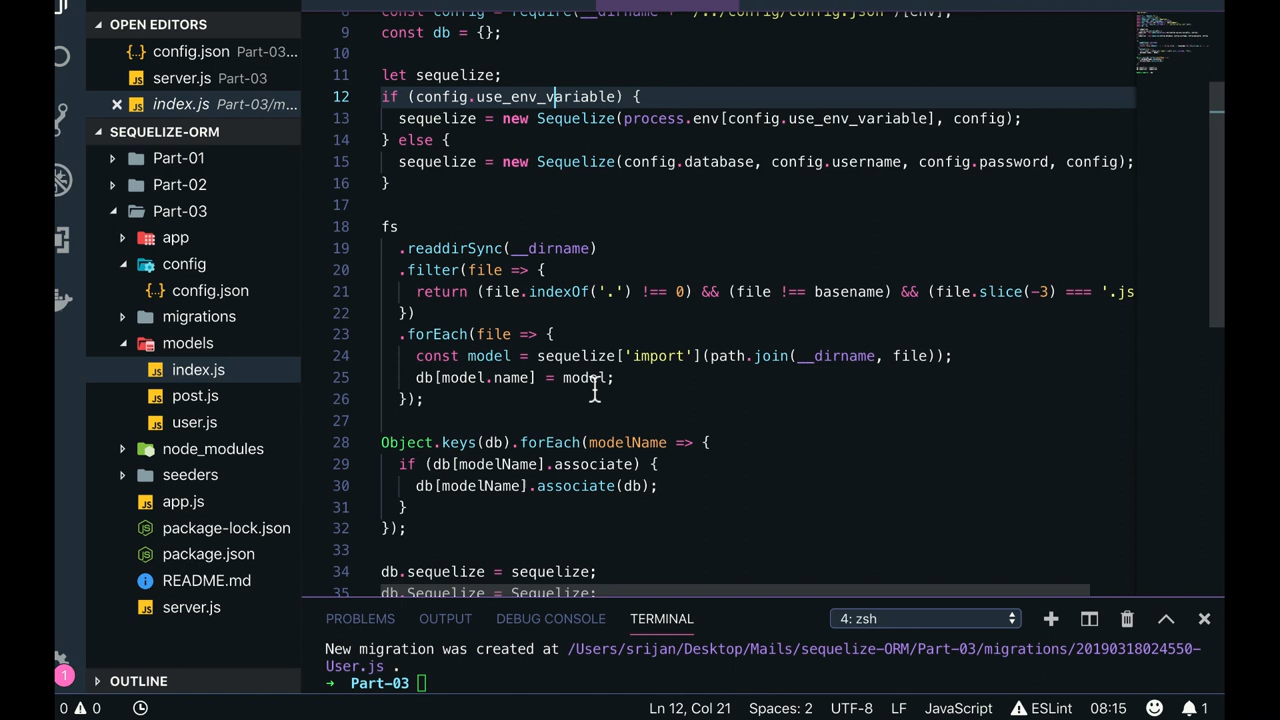 OPEN EDITORS
config.json Part-03...
server.js Part-03
index.js Part-03/m...
SEQUELIZE-ORM
Part-01
Part-02
Part-03
app
config
config.json
migrations
models
index.js
post.js
user.js
node_modules
seeders
app.js
package-lock.json
package.json
README.md
server.js
OUTLINE
8 const config = require(__dirname + '/../config/config.json')[env];
9 const db = {};
10
11 let sequelize;
12 if (config.use_env_variable) {
13 sequelize = new Sequelize(process.env[config.use_env_variable], config);
14 } else {
15 sequelize = new Sequelize(config.database, config.username, config.password, config);
16 }
17
18 fs
19 .readdirSync(__dirname)
20 .filter(file => {
21 return (file.indexOf('.') !== 0) && (file !== basename) && (file.slice(-3) === '.js
22 })
23 .forEach(file => {
24 const model = sequelize['import'](path.join(__dirname, file));
25 db[model.name] = model;
26 });
27
28 Object.keys(db).forEach(modelName => {
29 if (db[modelName].associate) {
30 db[modelName].associate(db);
31 }
32 });
33
34 db.sequelize = sequelize;
35 db.Sequelize = Sequelize;
PROBLEMS OUTPUT DEBUG CONSOLE TERMINAL 4: zsh
New migration was created at /Users/srijan/Desktop/Mails/sequelize-ORM/Part-03/migrations/20190318024550-
User.js .
→ Part-03
1
0 0 Ln 12, Col 21 Spaces: 2 UTF-8 LF JavaScript ESLint 08:15 1